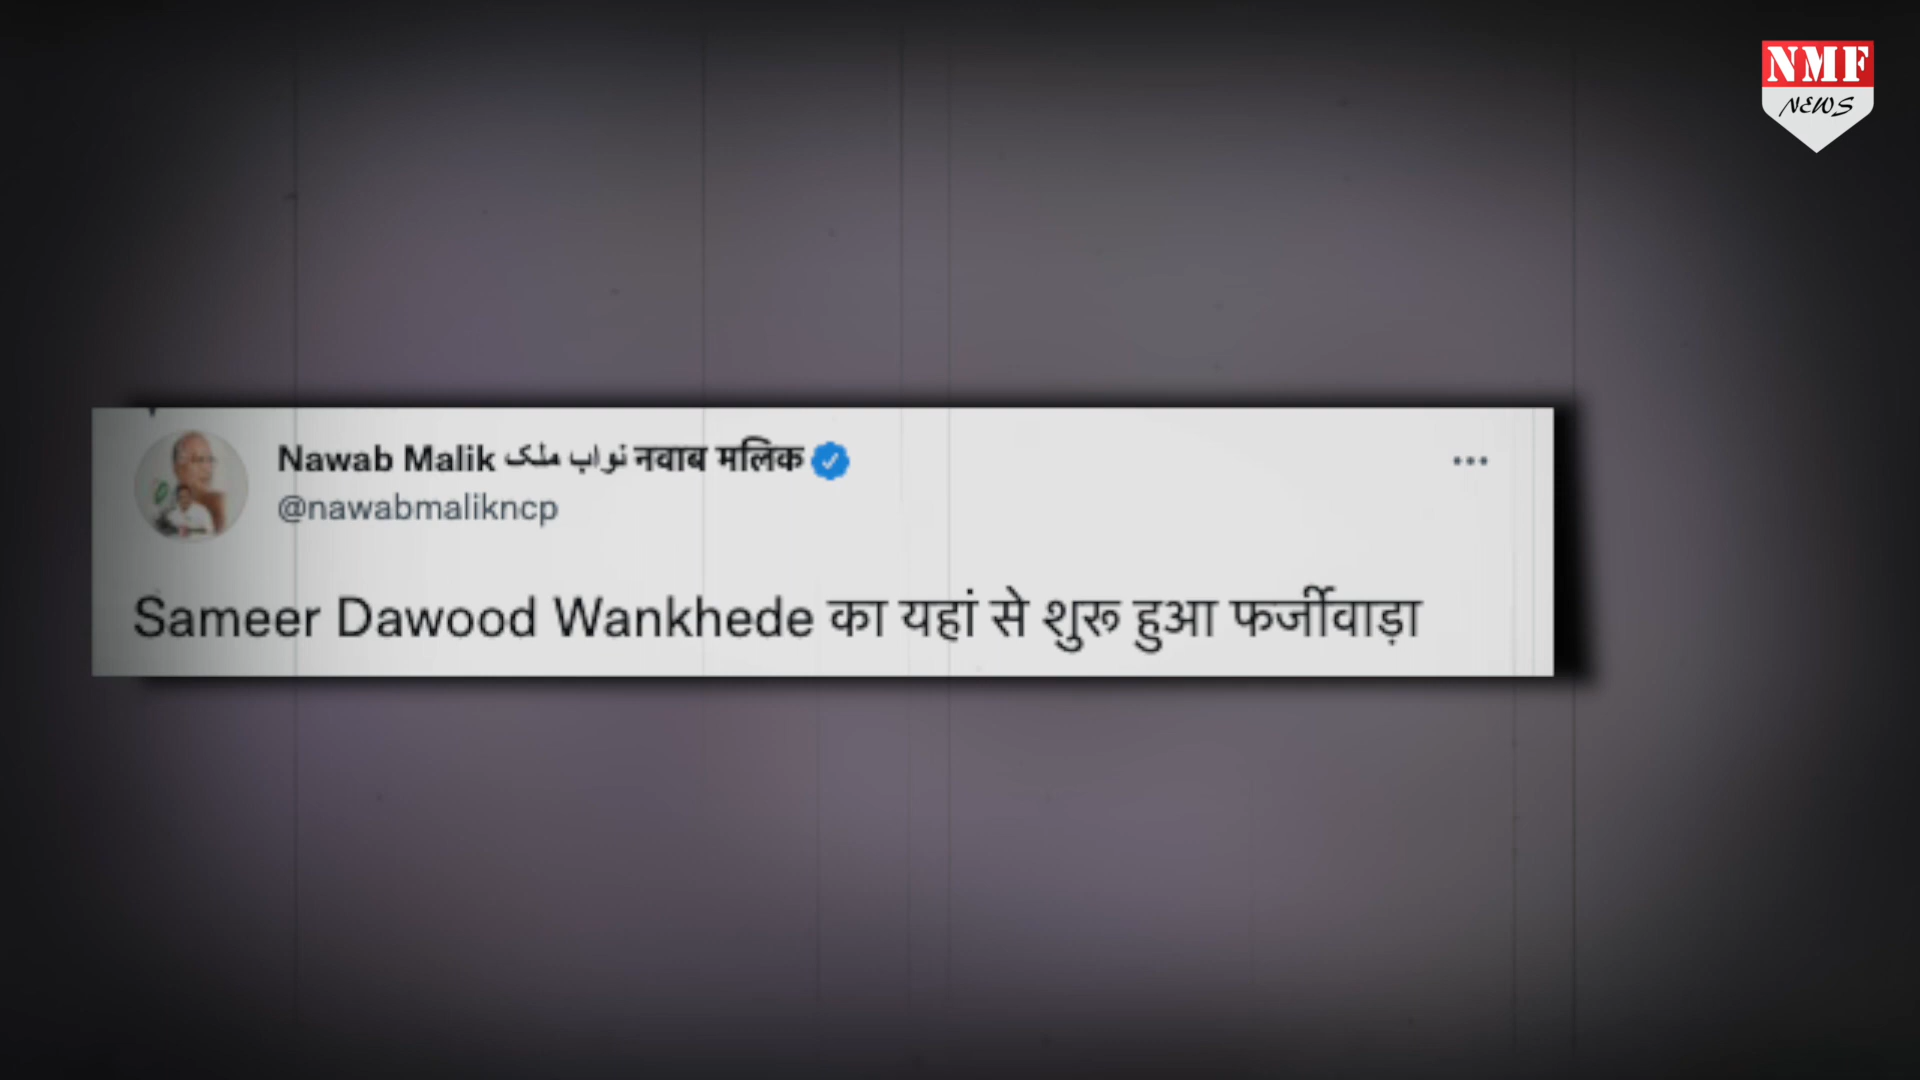 NMF
NEWS
Nawab Malik نواب ملک नवाब मलिक
@nawabmalikncp
Sameer Dawood Wankhede का यहां से शुरू हुआ फर्जीवाड़ा